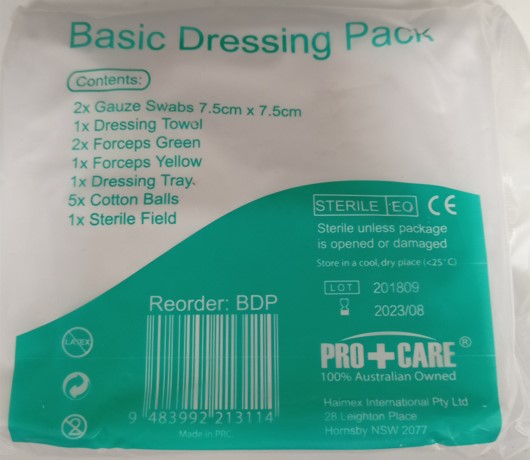 Basic Dressing Pack
Contents:
2x Gauze Swabs 7.5cm x 7.5cm
1x Dressing Towel
2x Forceps Green
1x Forceps Yellow
1x Dressing Tray.
5x Cotton Balls
1x Sterile Field
STERILE EO CE
Sterile unless package
is opened or damaged
Store in a cool, dry place (<25°C)
LOT 201809
2023/08
Reorder: BDP
9 483992 213114
Made in PRC
LATEX
2
PRO+CARE®
100% Australian Owned
Haimex International Pty Ltd
28 Leighton Place
Hornsby NSW 2077